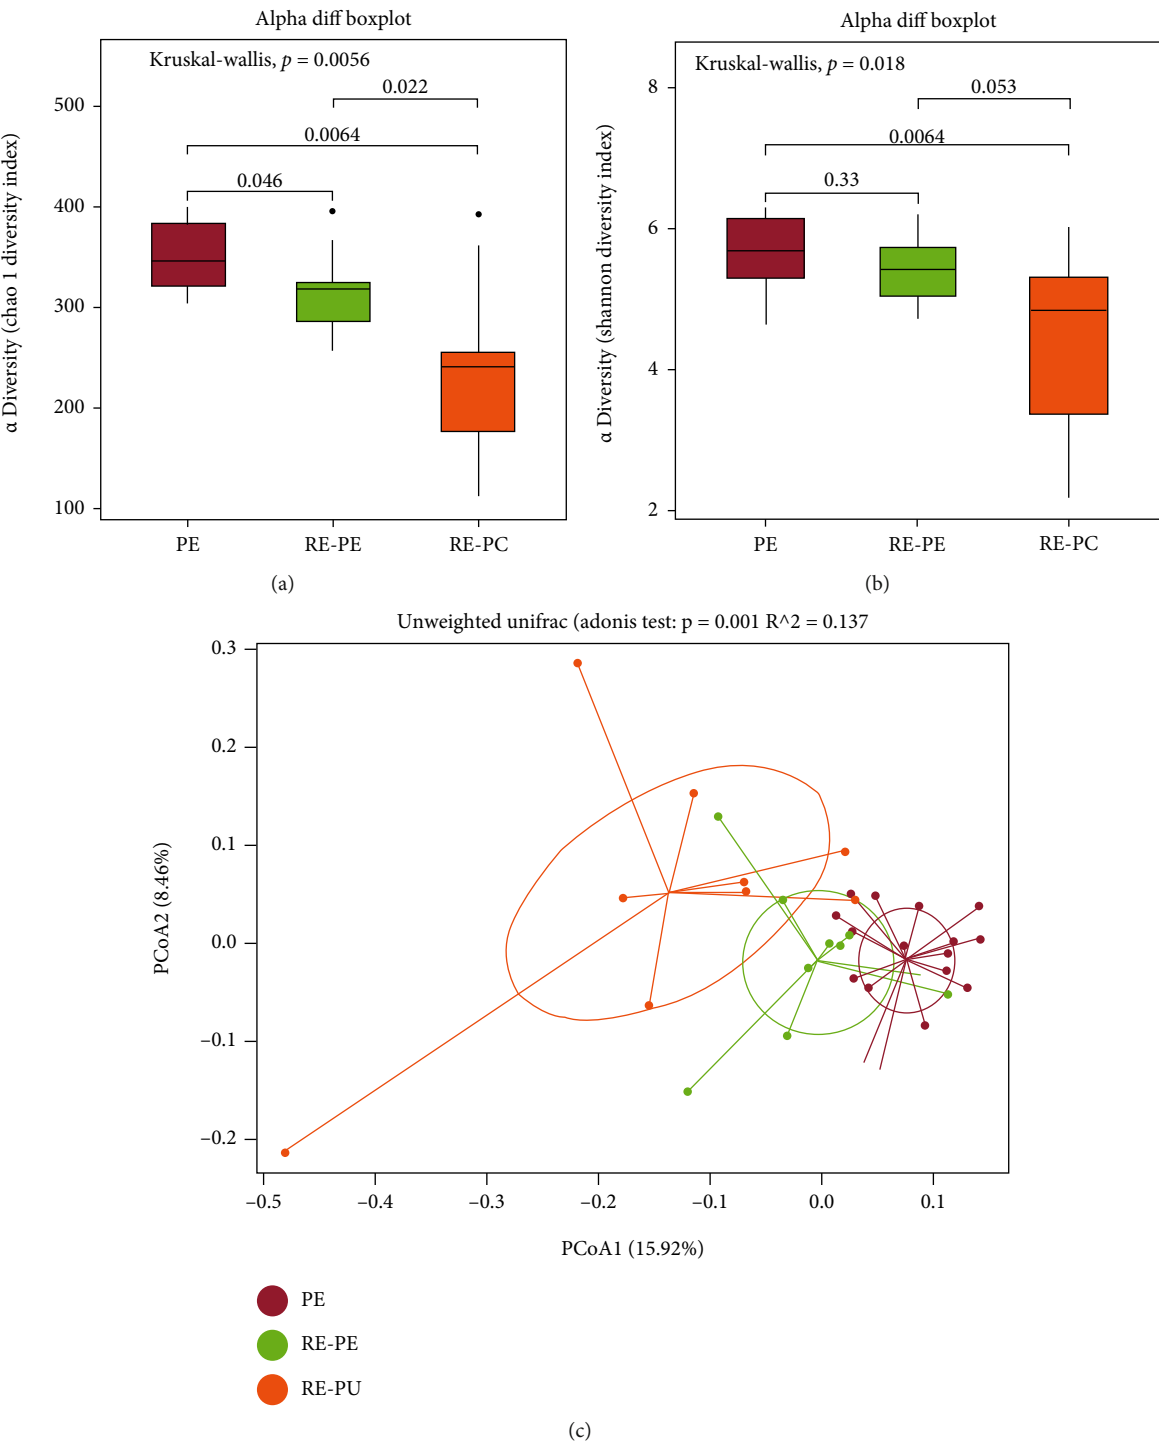 Alpha diff boxplot
Kruskal-wallis, p = 0.0056
0.022
0.0064
0.046
α Diversity (chao 1 diversity index)
500
400
300
200
100
PE
RE-PE
RE-PC
(a)
Alpha diff boxplot
Kruskal-wallis, p = 0.018
0.053
0.0064
0.33
α Diversity (shannon diversity index)
8
6
4
2
PE
RE-PE
RE-PC
(b)
Unweighted unifrac (adonis test: p = 0.001 R^2 = 0.137
PCoA2 (8.46%)
0.3
0.2
0.1
0.0
–0.1
–0.2
–0.5
–0.4
–0.3
–0.2
–0.1
0.0
0.1
PCoA1 (15.92%)
PE
RE-PE
RE-PU
(c)